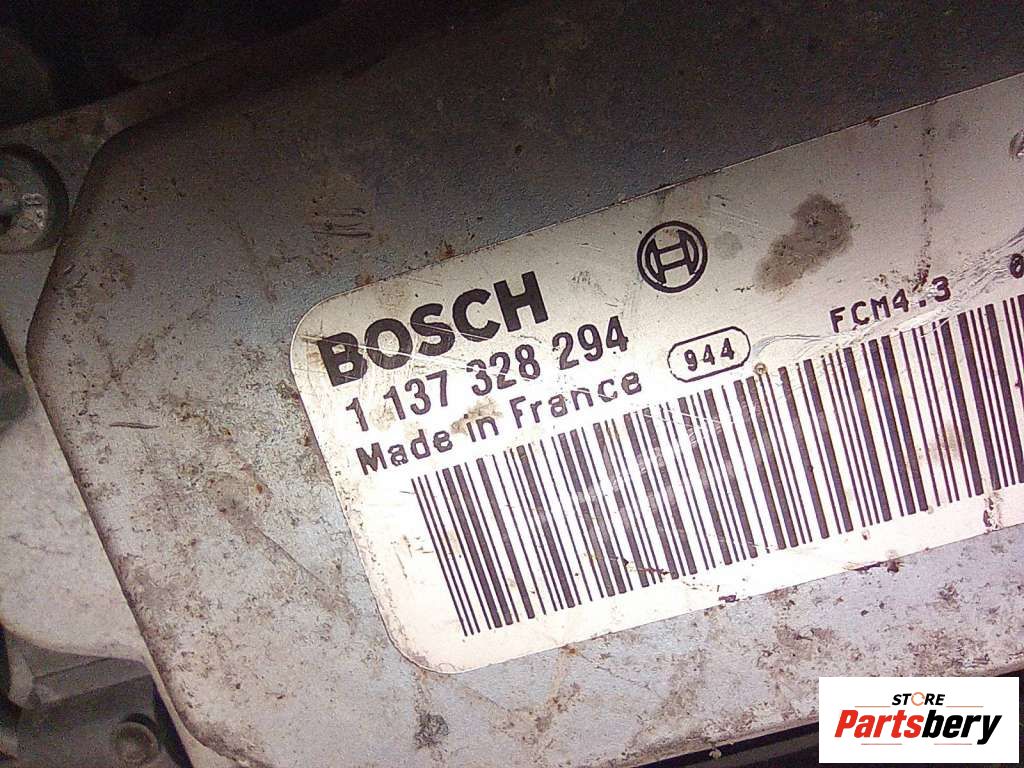 BOSCH
1 137 328 294
944
FCM4.3
Made in France
STORE
Partsbery